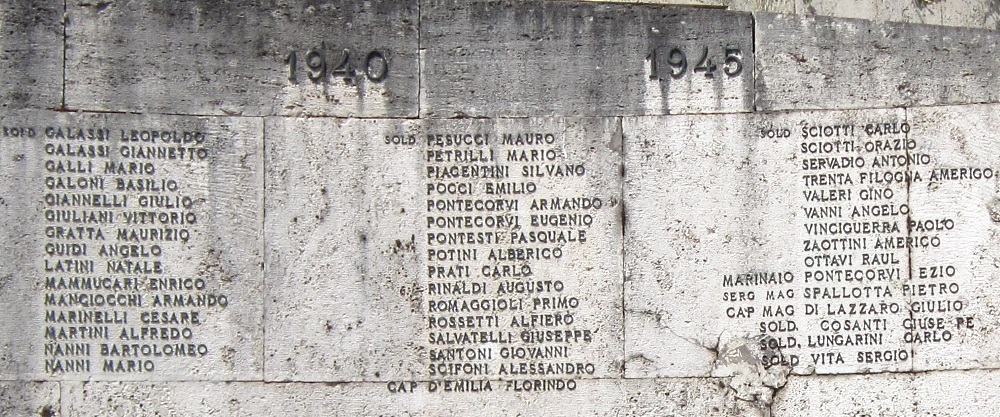 1940 1945
SOLD. GALASSI LEOPOLDO
GALASSI GIANNETTO
GALLI MARIO
GALONI BASILIO
GIANNELLI GIULIO
GIULIANI VITTORIO
GRATTA MAURIZIO
GUIDI ANGELO
LATINI NATALE
MAMMUCARI ENRICO
MANCIOCCHI ARMANDO
MARINELLI CESARE
MARTINI ALFREDO
NANNI BARTOLOMEO
NANNI MARIO
SOLD. PESUCCI MAURO
PETRILLI MARIO
PIACENTINI SILVANO
POCCI EMILIO
PONTECORVI ARMANDO
PONTECORVI EUGENIO
PONTESTI PASQUALE
POTINI ALBERICO
PRATI CARLO
RINALDI AUGUSTO
ROMAGGIOLI PRIMO
ROSSETTI ALFIERO
SALVATELLI GIUSEPPE
SANTONI GIOVANNI
SCIFONI ALESSANDRO
CAP D'EMILIA FLORINDO
SOLD SCIOTTI CARLO
SCIOTTI ORAZIO
SERVADIO ANTONIO
TRENTA FILOGNA AMERIGO
VALERI GINO
VANNI ANGELO
VINCIGUERRA PAOLO
ZAOTTINI AMERICO
OTTAVI RAUL
MARINAIO PONTECORVI EZIO
SERG MAG SPALLOTTA PIETRO
CAP MAG DI LAZZARO GIULIO
SOLD. COSANTI GIUSEPPE
SOLD. LUNGARINI CARLO
SOLD VITA SERGIO